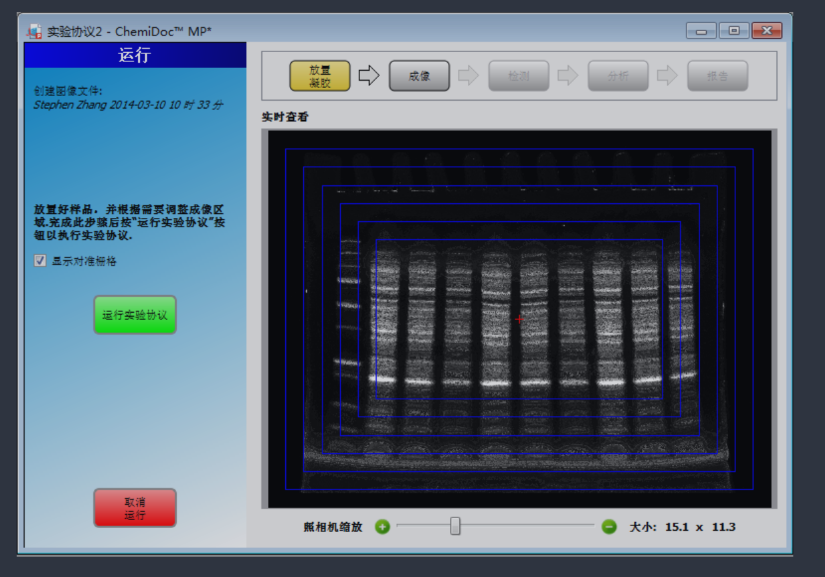 实验协议2 - ChemiDoc™ MP*
运行
创建图像文件:
Stephen Zhang 2014-03-10 10 时 33 分
放置好样品，并根据需要调整成像区
域.完成此步骤后按“运行实验协议”按
钮以执行实验协议.
显示对准栅格
运行实验协议
取消
运行
放置
凝胶
成像
检测
分析
报告
实时查看
照相机缩放
大小: 15.1 x 11.3